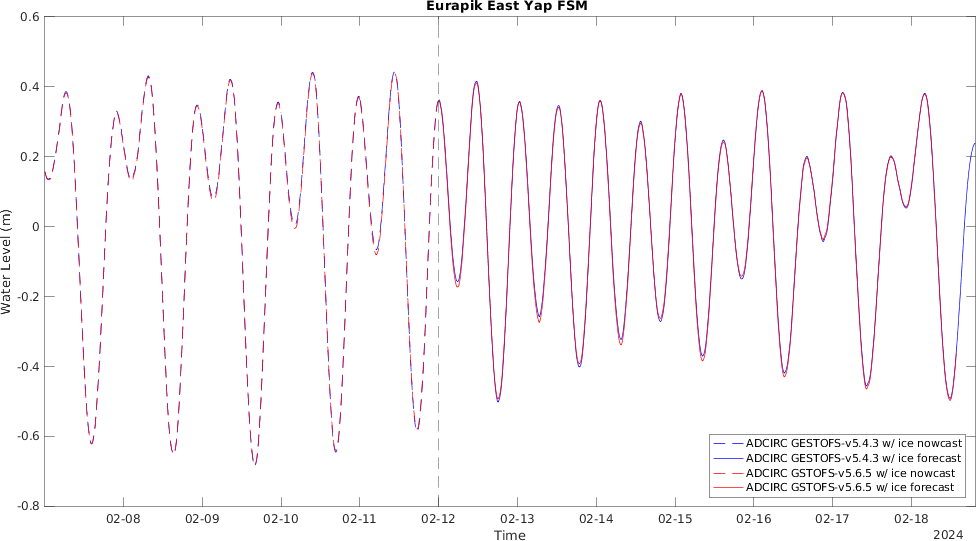 Eurapik East Yap FSM
0.6
0.4
0.2
0
-0.2
-0.4
-0.6
-0.8
Water Level (m)
02-08 02-09 02-10 02-11 02-12 02-13 02-14 02-15 02-16 02-17 02-18
Time
2024
ADCIRC GESTOFS-v5.4.3 w/ ice nowcast
ADCIRC GESTOFS-v5.4.3 w/ ice forecast
ADCIRC GSTOFS-v5.6.5 w/ ice nowcast
ADCIRC GSTOFS-v5.6.5 w/ ice forecast